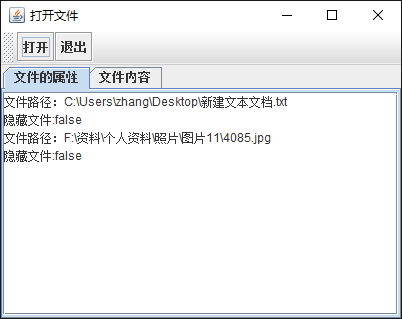 打开文件
打开 退出
文件的属性 文件内容
文件路径：C:\Users\zhang\Desktop\新建文本文档.txt
隐藏文件:false
文件路径：F:\资料\个人资料\照片\图片11\4085.jpg
隐藏文件:false